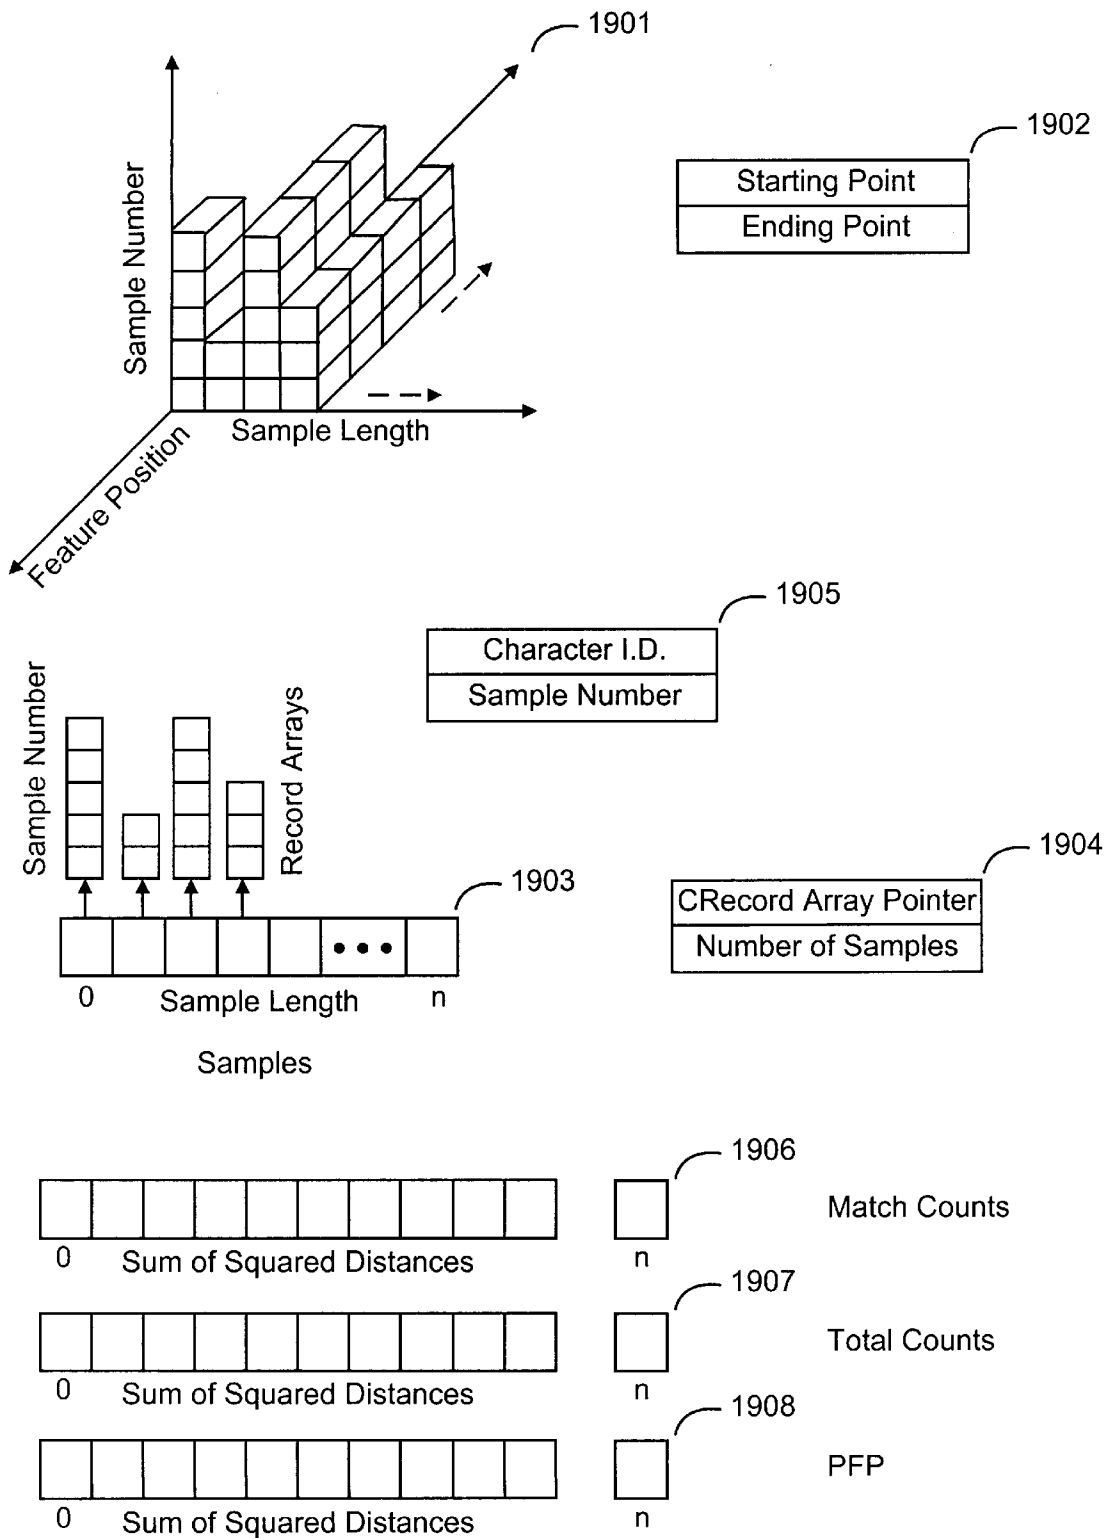 1901
1902
Starting Point
Ending Point
Sample Number
Sample Length
Feature Position
1905
Character I.D.
Sample Number
Sample Number
Record Arrays
1903
1904
CRecord Array Pointer
Number of Samples
0 Sample Length n
Samples
1906
Match Counts
0 Sum of Squared Distances n
1907
Total Counts
0 Sum of Squared Distances n
1908
PFP
0 Sum of Squared Distances n